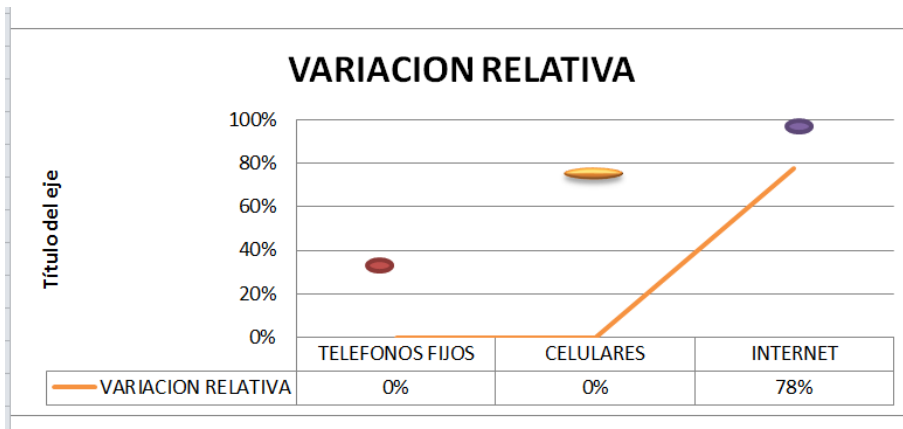 VARIACION RELATIVA
Título del eje
100%
80%
60%
40%
20%
0%
TELEFONOS FIJOS CELULARES INTERNET
VARIACION RELATIVA 0% 0% 78%